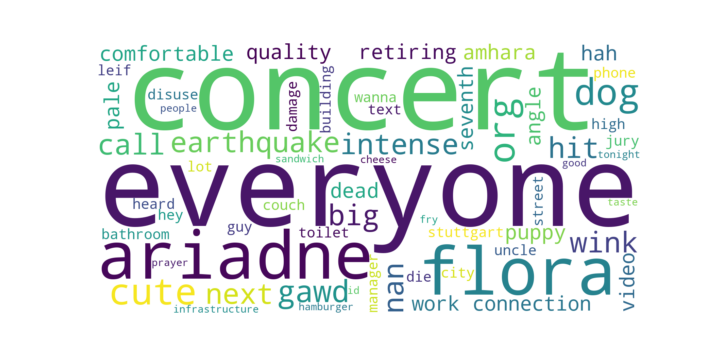 comfortable quality retiring amhara hah
leif concert phone
pale disuse people damage building wanna text seventh org angle dog high
call earthquake intense hit jury tonight
lot sandwich cheese good
everyone
heard hey couch dead big street taste
bathroom guy toilet fry stuttgart puppy wink
ariadne uncle
prayer nan die city flora video
cute next gawd id manager work connection
infrastructure hamburger